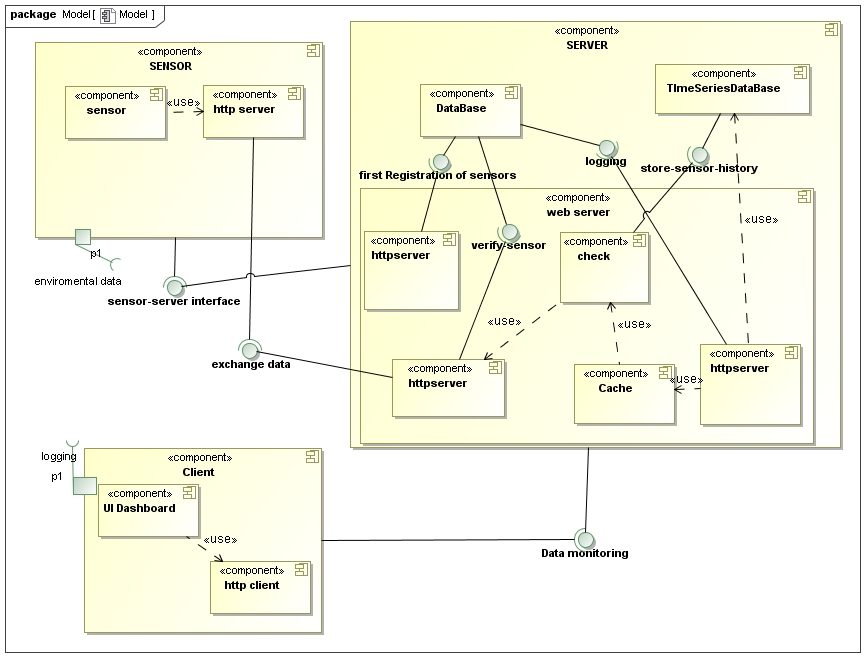 package Model [ Model ]
«component»
SENSOR
«component»
sensor
«use»
«component»
http server
p1
enviromental data
sensor-server interface
exchange data
«component»
SERVER
«component»
DataBase
«component»
TImeSeriesDataBase
first Registration of sensors
logging
store-sensor-history
verify-sensor
«use»
«component»
web server
«component»
httpserver
«component»
check
«use»
«use»
«component»
httpserver
«component»
Cache
«use»
«component»
httpserver
logging
p1
«component»
Client
«component»
UI Dashboard
«use»
«component»
http client
Data monitoring